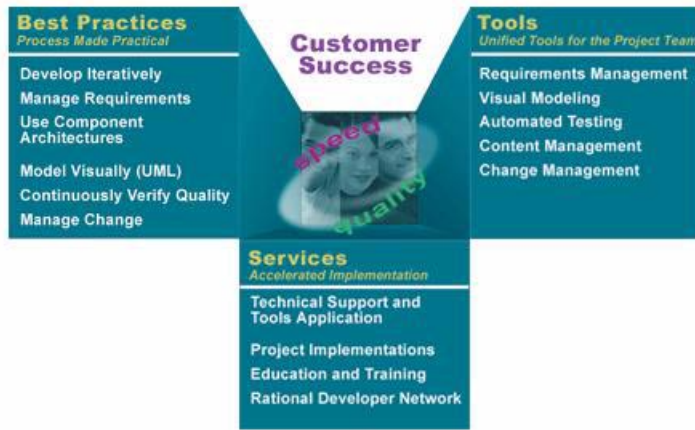 Best Practices
Process Made Practical
Develop Iteratively
Manage Requirements
Use Component
Architectures
Model Visually (UML)
Continuously Verify Quality
Manage Change
Customer
Success
speed
quality
Tools
Unified Tools for the Project Team
Requirements Management
Visual Modeling
Automated Testing
Content Management
Change Management
Services
Accelerated Implementation
Technical Support and
Tools Application
Project Implementations
Education and Training
Rational Developer Network